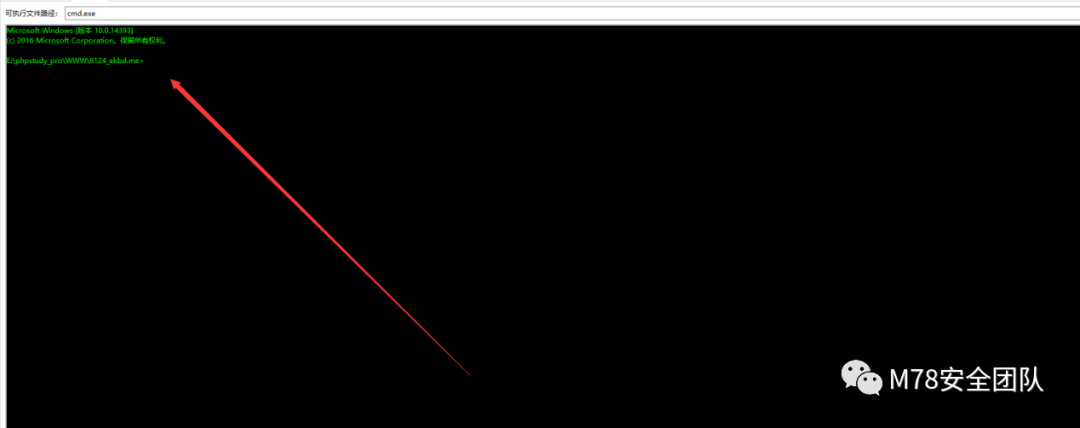 可执行文件路径: cmd.exe
Microsoft Windows [版本 10.0.14393]
(c) 2016 Microsoft Corporation。保留所有权利。
E:\phpstudy_pro\WWW\8124_akbd.me>
M78安全团队